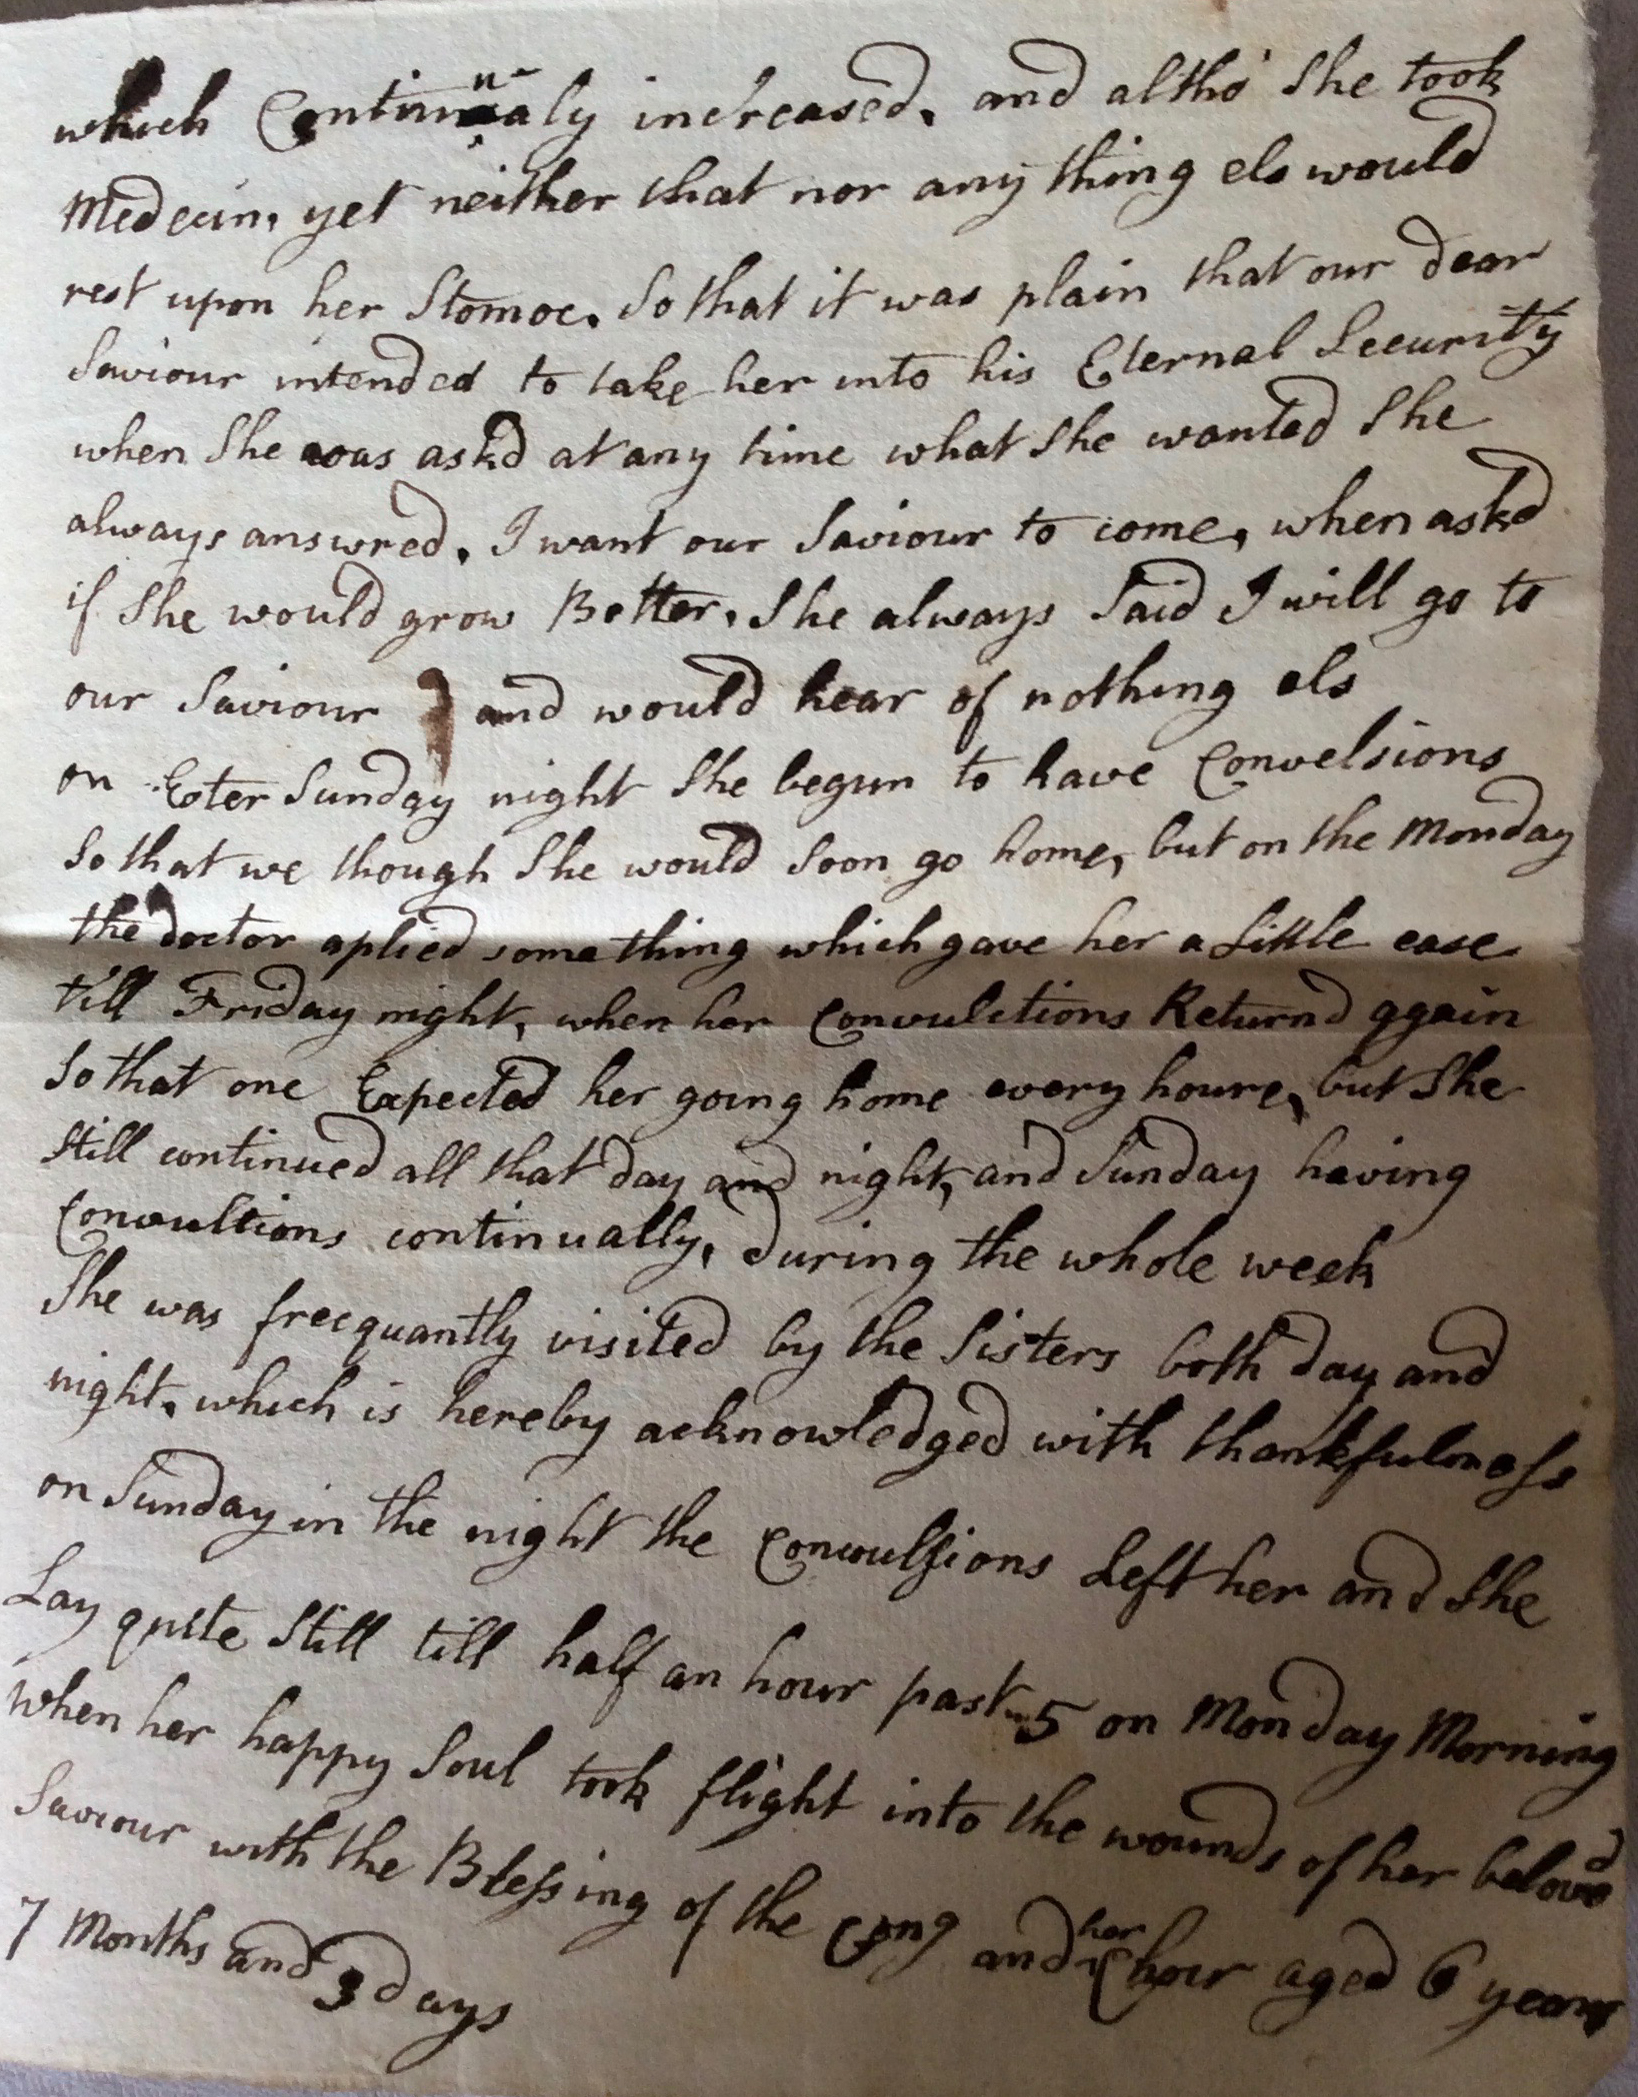 which Continualy increased, and altho' She took
Medecin, yet neither that nor any thing els would
rest upon her Stomoc. So that it was plain that our dear
Saviour intended to take her into his Eternal Security
when She was askd at any time what She wanted She
always answred, I want our Saviour to come, when askd
if She would grow Better, She always Said I will go to
our Saviour and would hear of nothing els
on Ester Sunday night She begun to have Convelsions
So that we though She would Soon go home, but on the Monday
the doctor aplied some thing which gave her a Little ease
till Friday night, when her Convulctions Returnd again
So that one Expected her going home every houre, but She
Still continued all that day and night, and Sunday having
Convultions continually, during the whole week
She was frecquantly visited by the Sisters both day and
night, which is hereby acknowledged with thankfulness
on Sunday in the night the Convulsions Left her and She
Lay quite Still till half an hour past 5 on Monday Morning
when her happy Soul took flight into the wounds of her belovd
Saviour with the Blessing of the Cong and her Choir aged 6 years
7 Months and 3 days